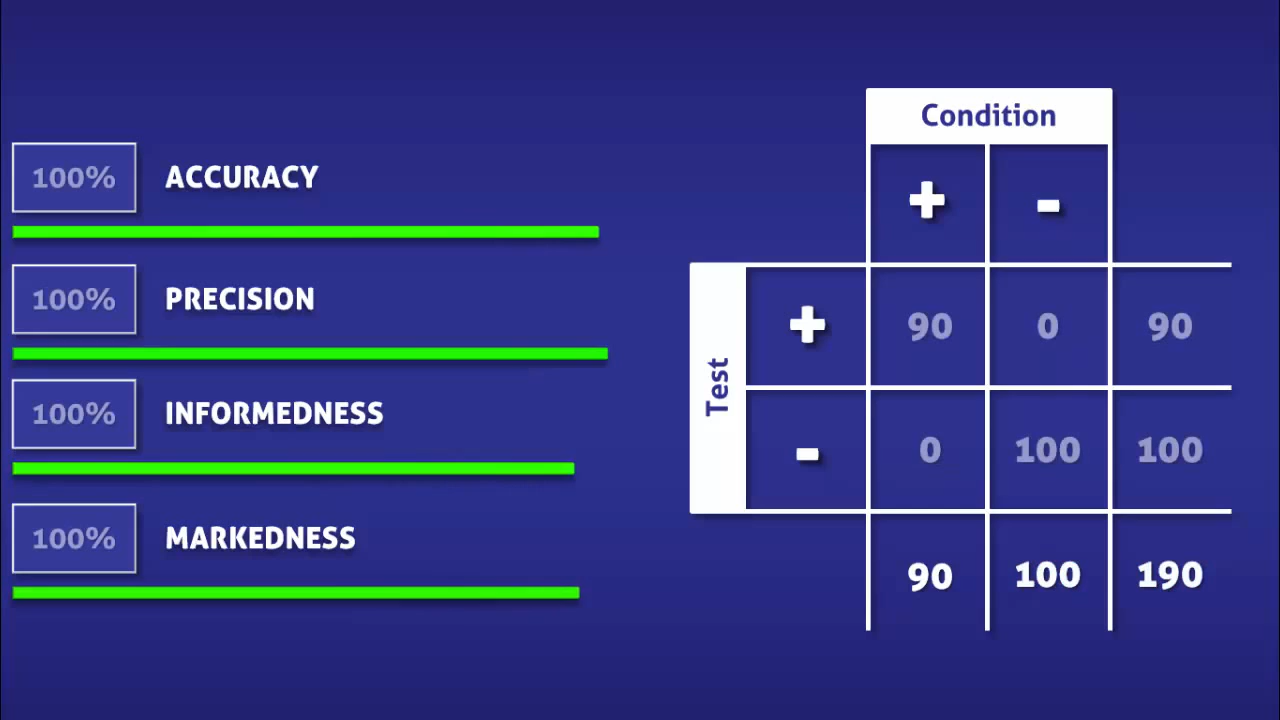 100% ACCURACY
100% PRECISION
100% INFORMEDNESS
100% MARKEDNESS
Condition
+ -
Test
+ 90 0 90
- 0 100 100
90 100 190